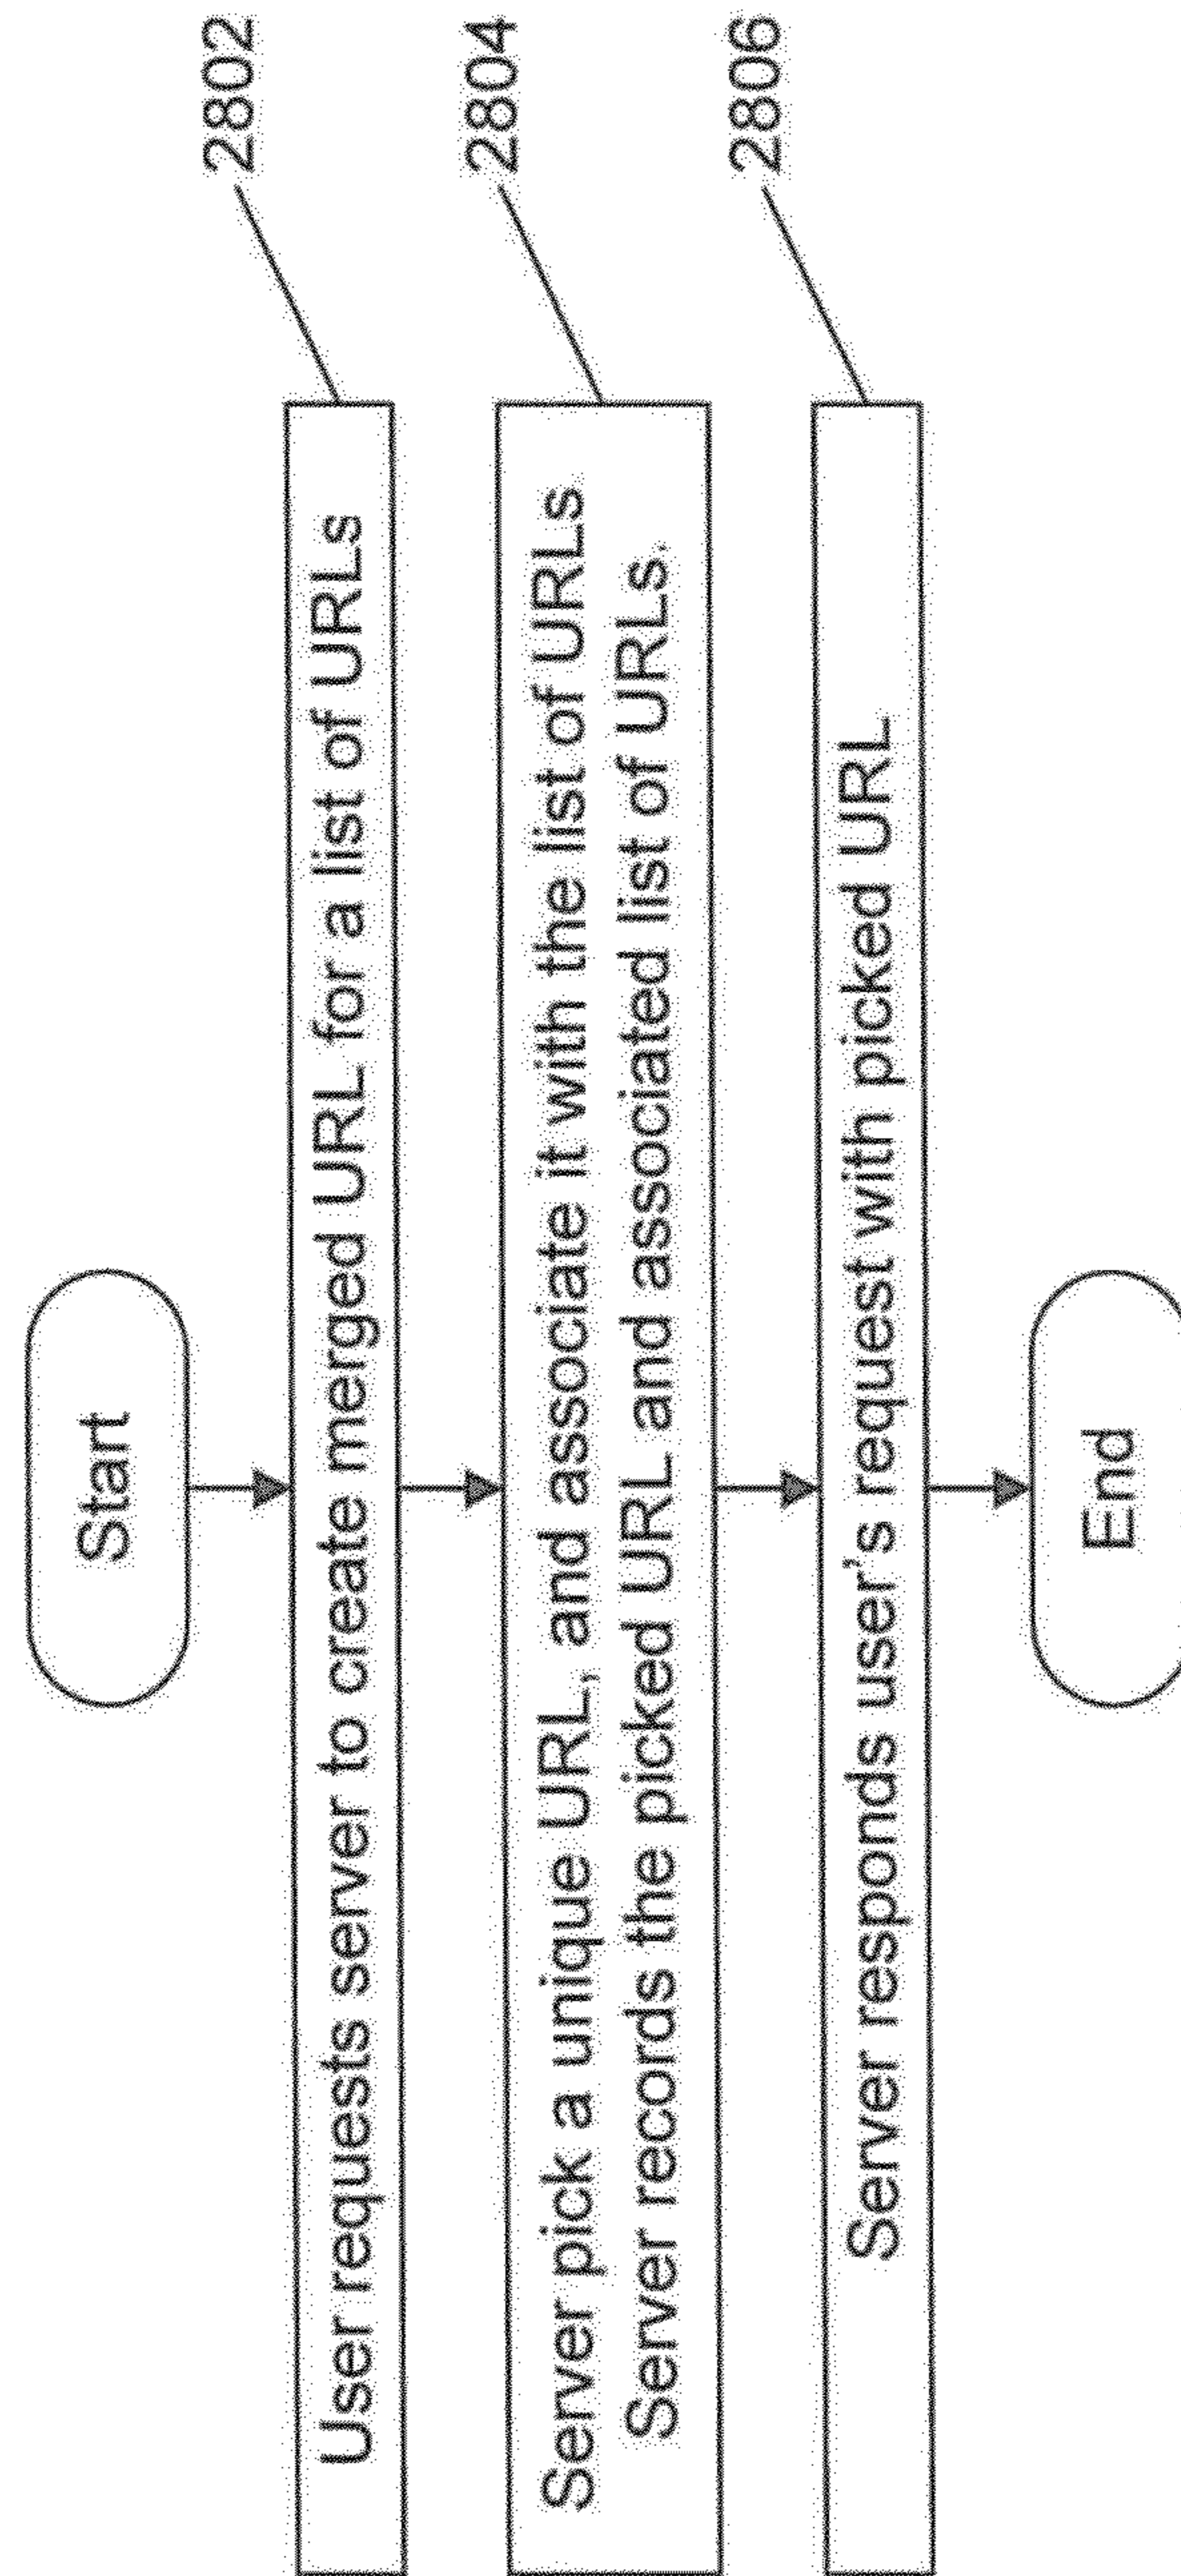 Start
2802
User requests server to create merged URL for a list of URLs
2804
Server pick a unique URL, and associate it with the list of URLs
Server records the picked URL and associated list of URLs.
2806
Server responds user's request with picked URL
End